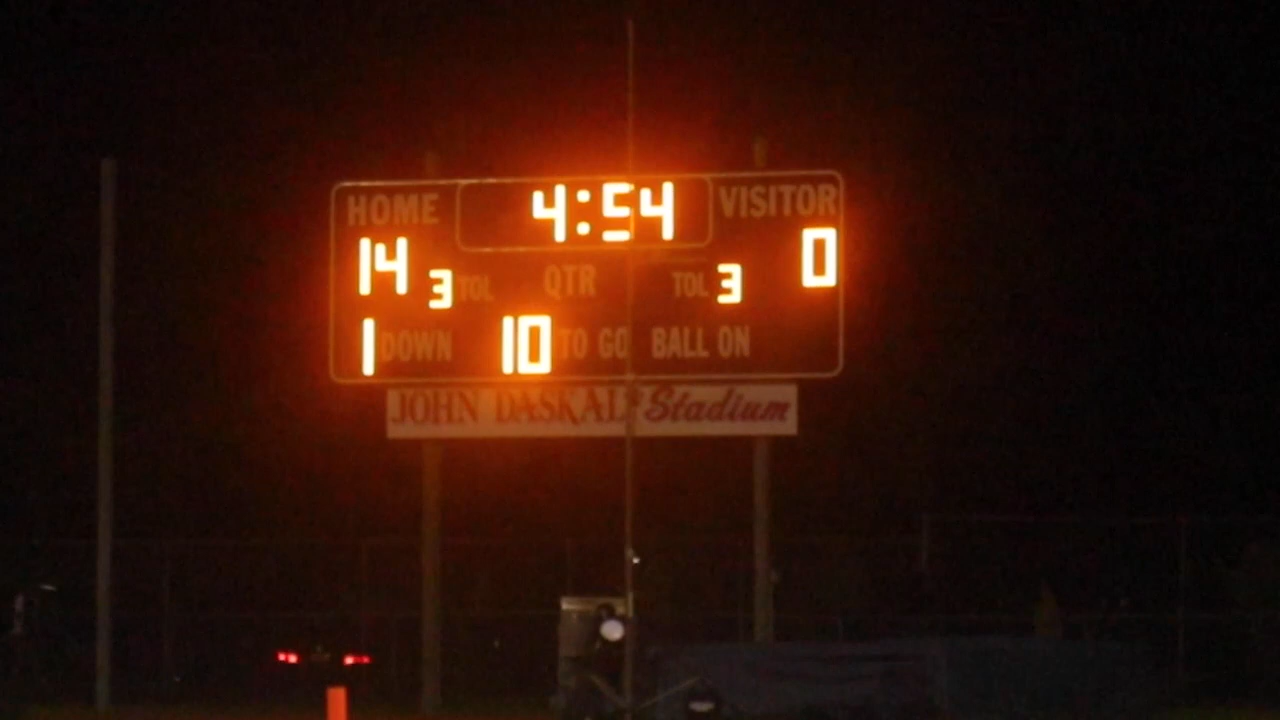 HOME 4:54 VISITOR
14 3 TOL QTR TOL 3 0
1 DOWN 10 TO GO BALL ON
JOHN DASKAL Stadium